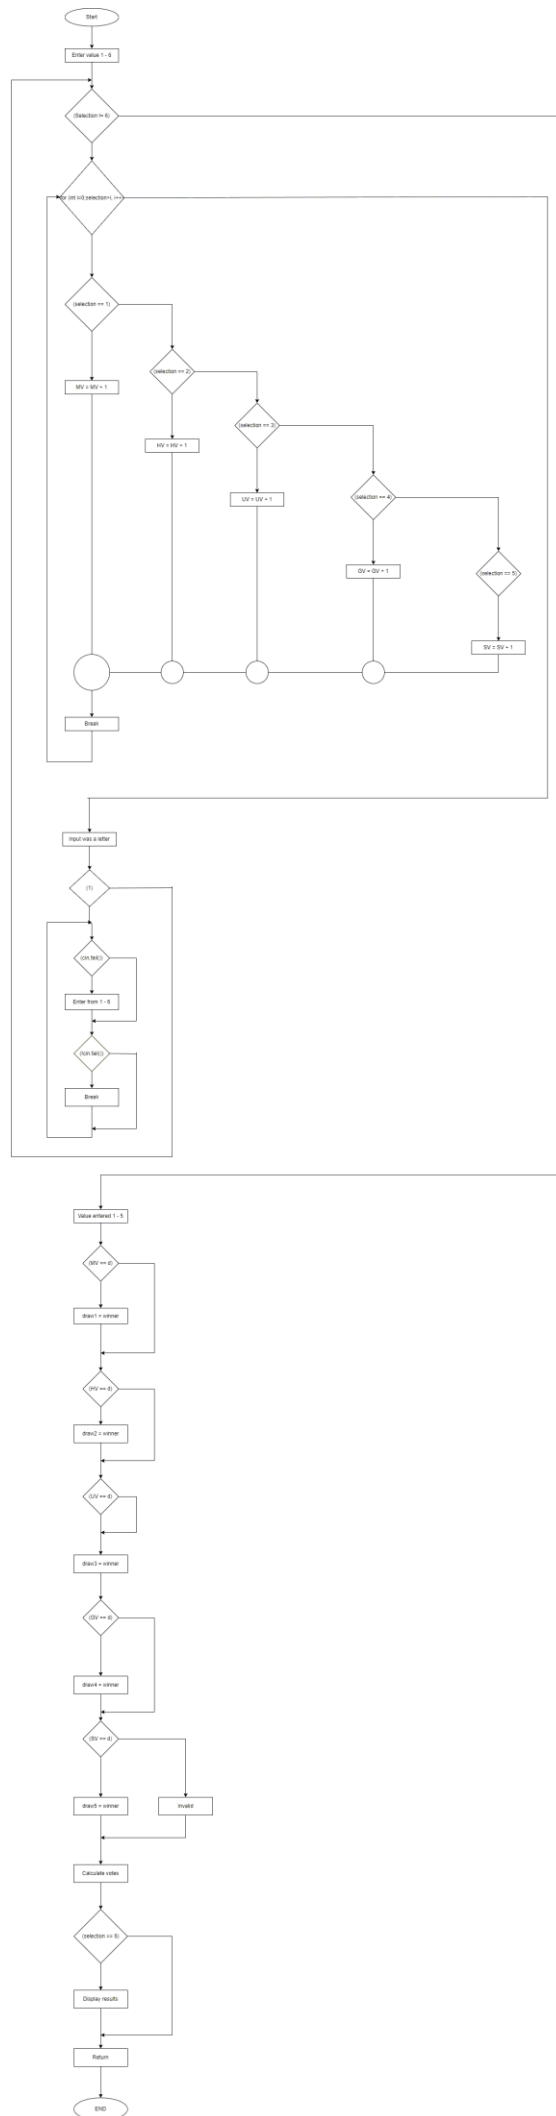 Start
Enter value 1 - 6
(Selection != 6)
for (int i=0;selection>i, i++)
(selection == 1)
(selection == 2)
MV = MV + 1
(selection == 3)
HV = HV + 1
(selection == 4)
UV = UV + 1
GV = GV + 1
(selection == 5)
SV = SV + 1
Break
Input was a letter
(1)
(cin.fail())
Enter from 1 - 6
(!cin.fail())
Break
Value entered 1 - 5
(MV == d)
draw1 = winner
(HV == d)
draw2 = winner
(UV == d)
draw3 = winner
(GV == d)
draw4 = winner
(SV == d)
draw5 = winner
Invalid
Calculate votes
(selection == 6)
Display results
Return
END